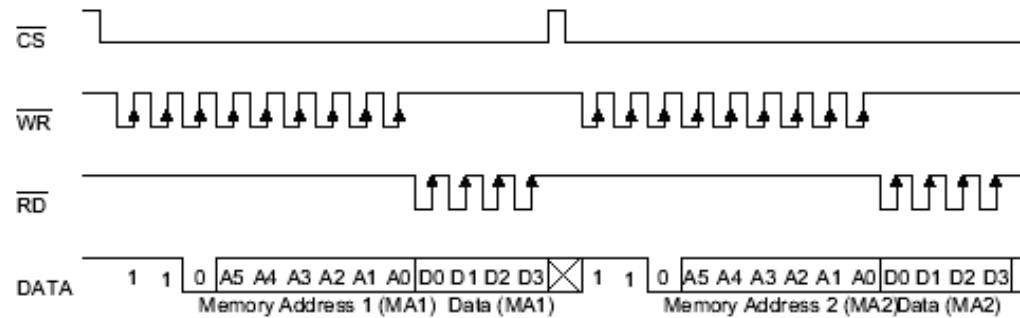 CS
WR
RD
DATA 1 1 0 A5 A4 A3 A2 A1 A0 D0 D1 D2 D3 1 1 0 A5 A4 A3 A2 A1 A0 D0 D1 D2 D3
Memory Address 1 (MA1) Data (MA1) Memory Address 2 (MA2) Data (MA2)